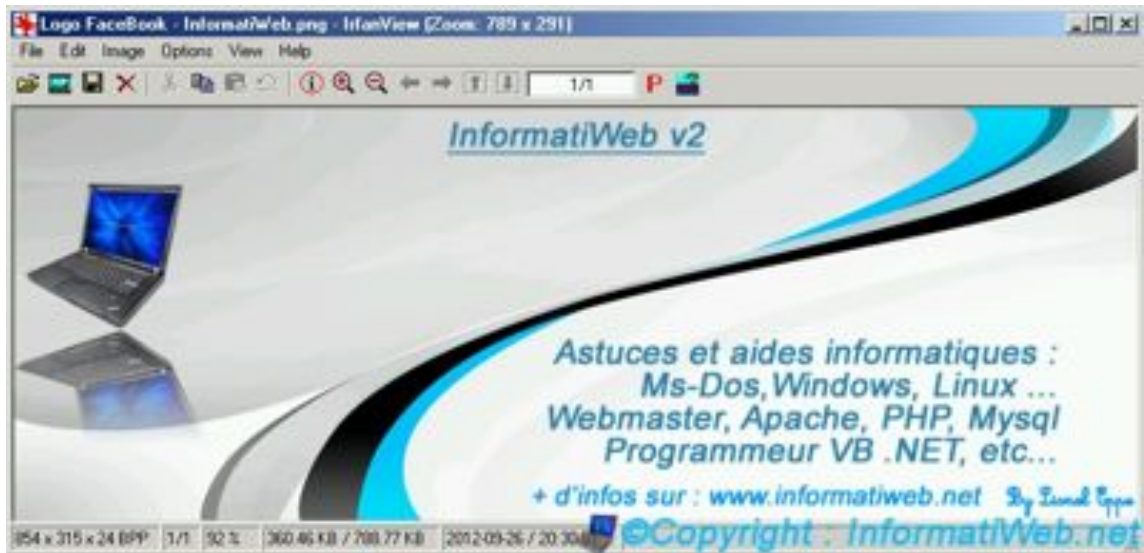 Logo FaceBook - InformatiWeb.png - IrfanView (Zoom: 789 x 291)
File Edit Image Options View Help
1/1 P
InformatiWeb v2
Astuces et aides informatiques :
Ms-Dos,Windows, Linux ...
Webmaster, Apache, PHP, Mysql
Programmeur VB .NET, etc...
+ d'infos sur : www.informatiweb.net By Lionel
854 x 315 x 24 BPP 1/1 92 % 360.46 KB / 788.77 KB 2012-09-26 / 20:30
©Copyright : InformatiWeb.net